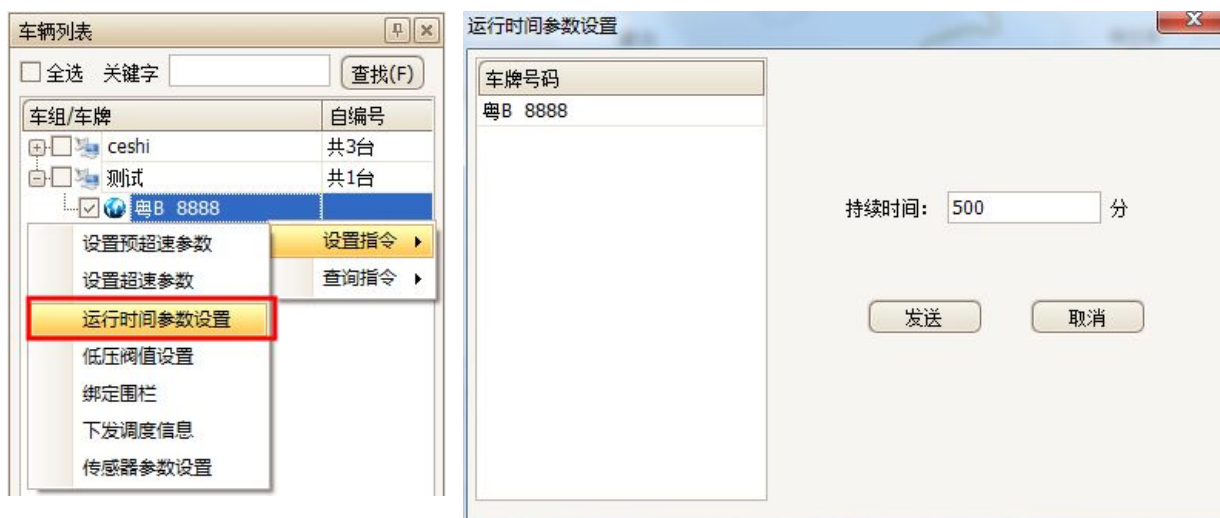 车辆列表
全选 关键字 查找(F)
车组/车牌 自编号
ceshi 共3台
测试 共1台
粤B 8888
设置预超速参数
设置超速参数
运行时间参数设置
低压阀值设置
绑定围栏
下发调度信息
传感器参数设置
设置指令
查询指令
运行时间参数设置
车牌号码
粤B 8888
持续时间: 500 分
发送 取消